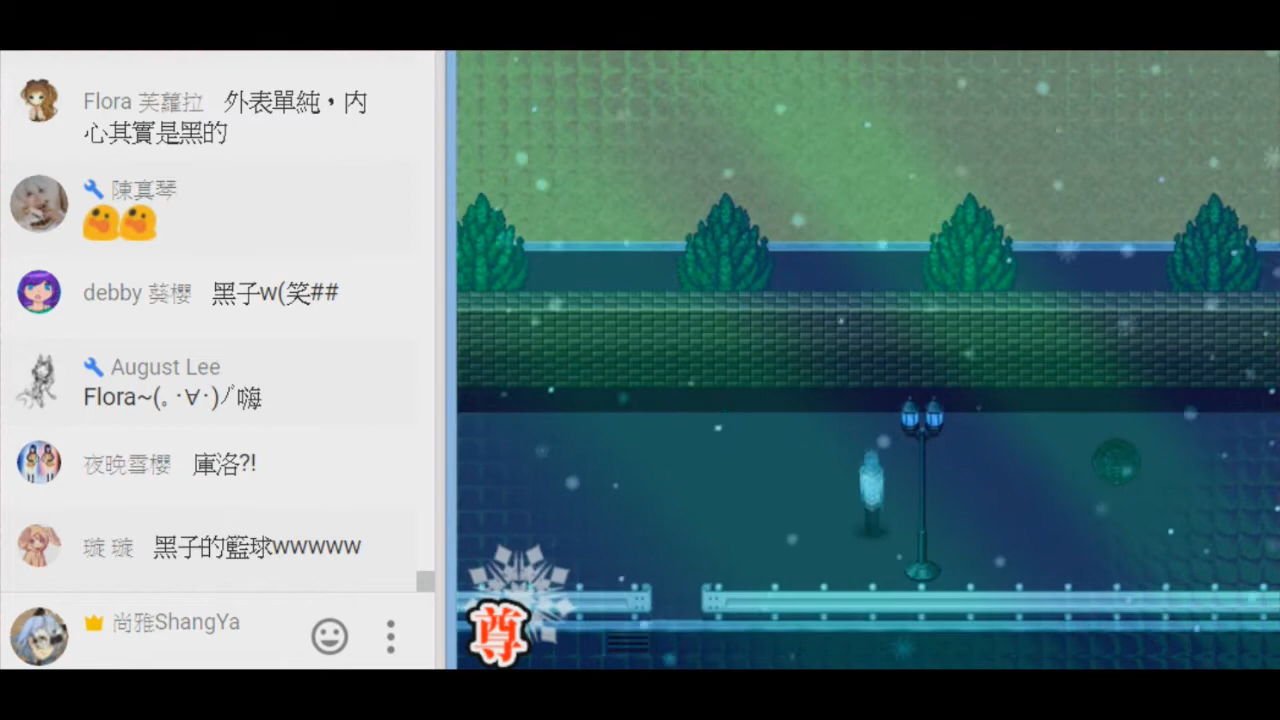 Flora 芙蘿拉 外表單純，内
心其實是黑的
陳真琴
debby 葵櫻 黑子w(笑##
August Lee
Flora~(｡･∀･)ﾉﾞ嗨
夜晚雪櫻 庫洛?!
璇 璇 黑子的籃球wwwww
尚雅ShangYa
尊